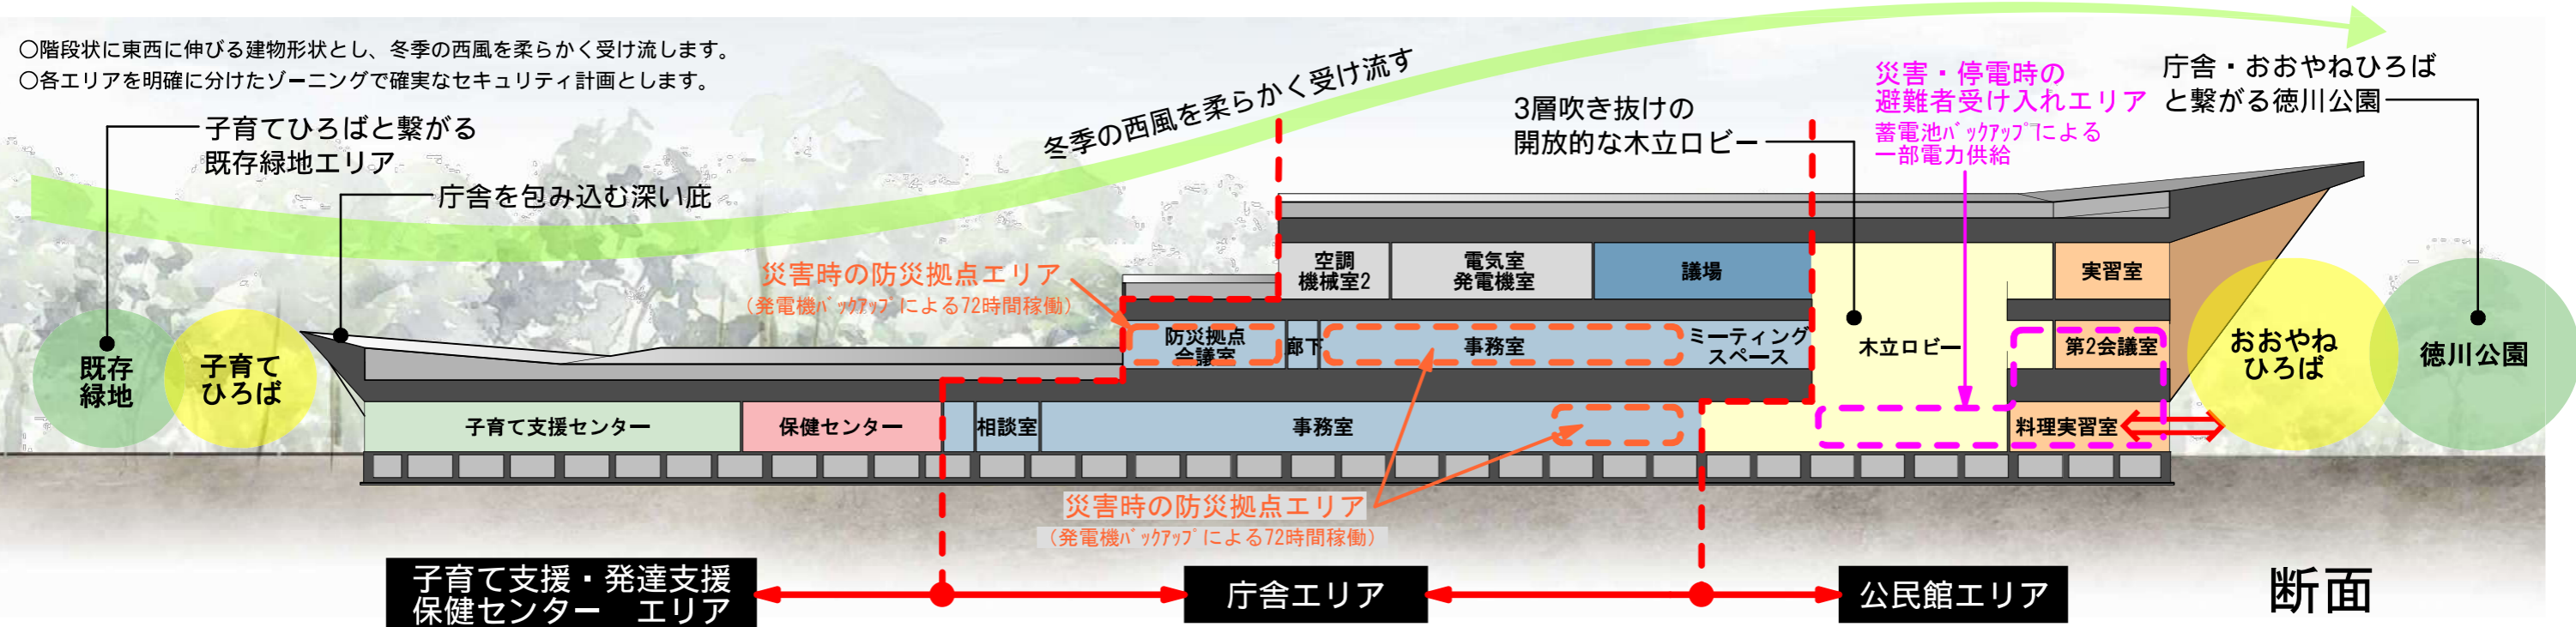 〇階段状に東西に伸びる建物形状とし、冬季の西風を柔らかく受け流します。
〇各エリアを明確に分けたゾーニングで確実なセキュリティ計画とします。
子育てひろばと繋がる
既存緑地エリア
庁舎を包み込む深い庇
冬季の西風を柔らかく受け流す
3層吹き抜けの
開放的な木立ロビー
災害・停電時の
避難者受け入れエリア
蓄電池ﾊﾞｯｸｱｯﾌﾟによる
一部電力供給
庁舎・おおやねひろば
と繋がる徳川公園
災害時の防災拠点エリア
（発電機ﾊﾞｯｸｱｯﾌﾟによる72時間稼働）
空調
機械室2
電気室
発電機室
議場
実習室
防災拠点
会議室
廊下
事務室
ミーティング
スペース
木立ロビー
第2会議室
既存
緑地
子育て
ひろば
おおやね
ひろば
徳川公園
子育て支援センター
保健センター
相談室
事務室
料理実習室
災害時の防災拠点エリア
（発電機ﾊﾞｯｸｱｯﾌﾟによる72時間稼働）
子育て支援・発達支援
保健センター　エリア
庁舎エリア
公民館エリア
断面